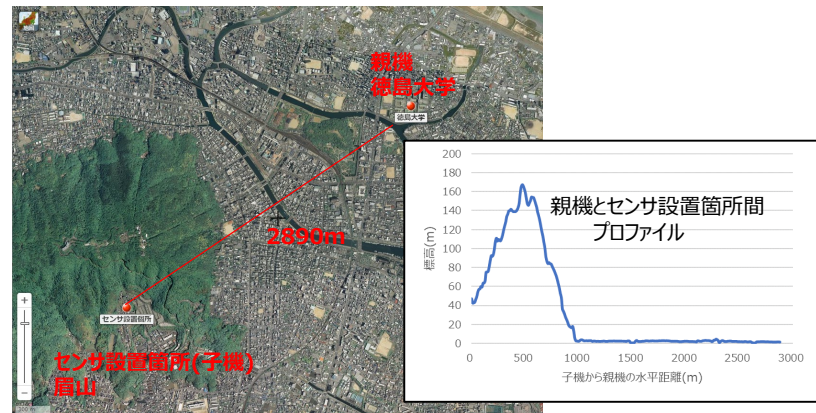 親機
徳島大学
徳島大学
2890m
センサ設置箇所
センサ設置箇所(子機)
眉山
親機とセンサ設置箇所間
プロファイル
標高(m)
200
180
160
140
120
100
80
60
40
20
0
0
500
1000
1500
2000
2500
3000
子機から親機の水平距離(m)
+
−